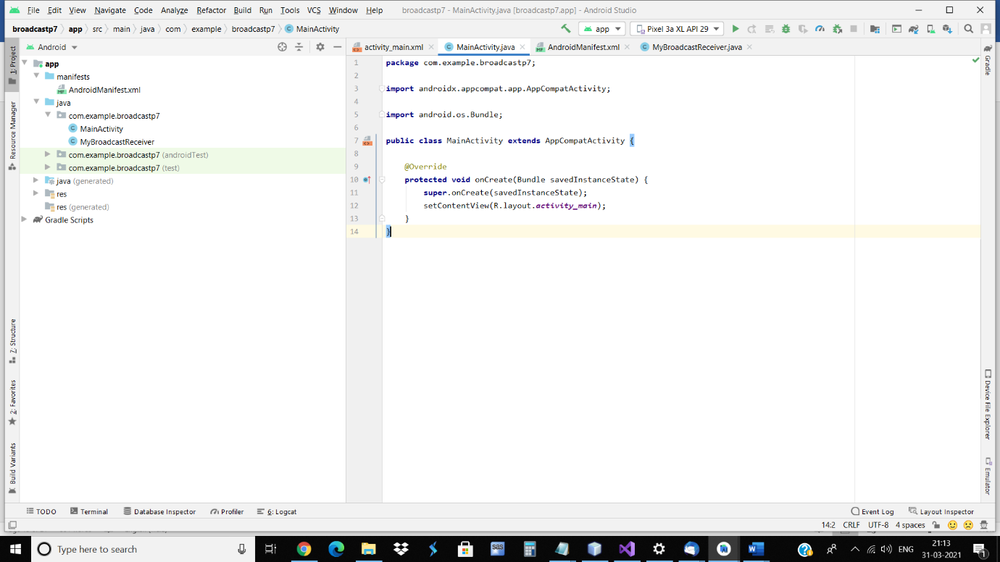 File Edit View Navigate Code Analyze Refactor Build Run Tools VCS Window Help broadcastp7 - MainActivity.java [broadcastp7.app] - Android Studio
broadcastp7 app src main java com example broadcastp7 MainActivity app Pixel 3a XL API 29
Android
activity_main.xml MainActivity.java AndroidManifest.xml MyBroadcastReceiver.java
1: Project
Resource Manager
7: Structure
2: Favorites
Build Variants
app
manifests
AndroidManifest.xml
java
com.example.broadcastp7
MainActivity
MyBroadcastReceiver
com.example.broadcastp7 (androidTest)
com.example.broadcastp7 (test)
java (generated)
res
res (generated)
Gradle Scripts
1 package com.example.broadcastp7;
2
3 import androidx.appcompat.app.AppCompatActivity;
4
5 import android.os.Bundle;
6
7 public class MainActivity extends AppCompatActivity {
8
9 @Override
10 protected void onCreate(Bundle savedInstanceState) {
11 super.onCreate(savedInstanceState);
12 setContentView(R.layout.activity_main);
13 }
14 }
Gradle
Device File Explorer
Emulator
TODO Terminal Database Inspector Profiler 6: Logcat Event Log Layout Inspector
14:2 CRLF UTF-8 4 spaces
Type here to search
sas
ENG
21:13
31-03-2021
1